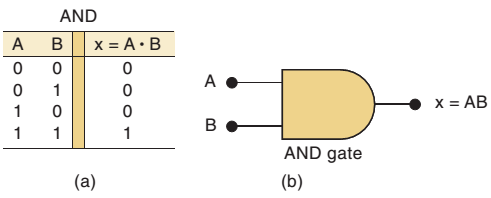 AND
A B x = A • B
0 0 0
0 1 0
1 0 0
1 1 1
(a)
A
B
x = AB
AND gate
(b)